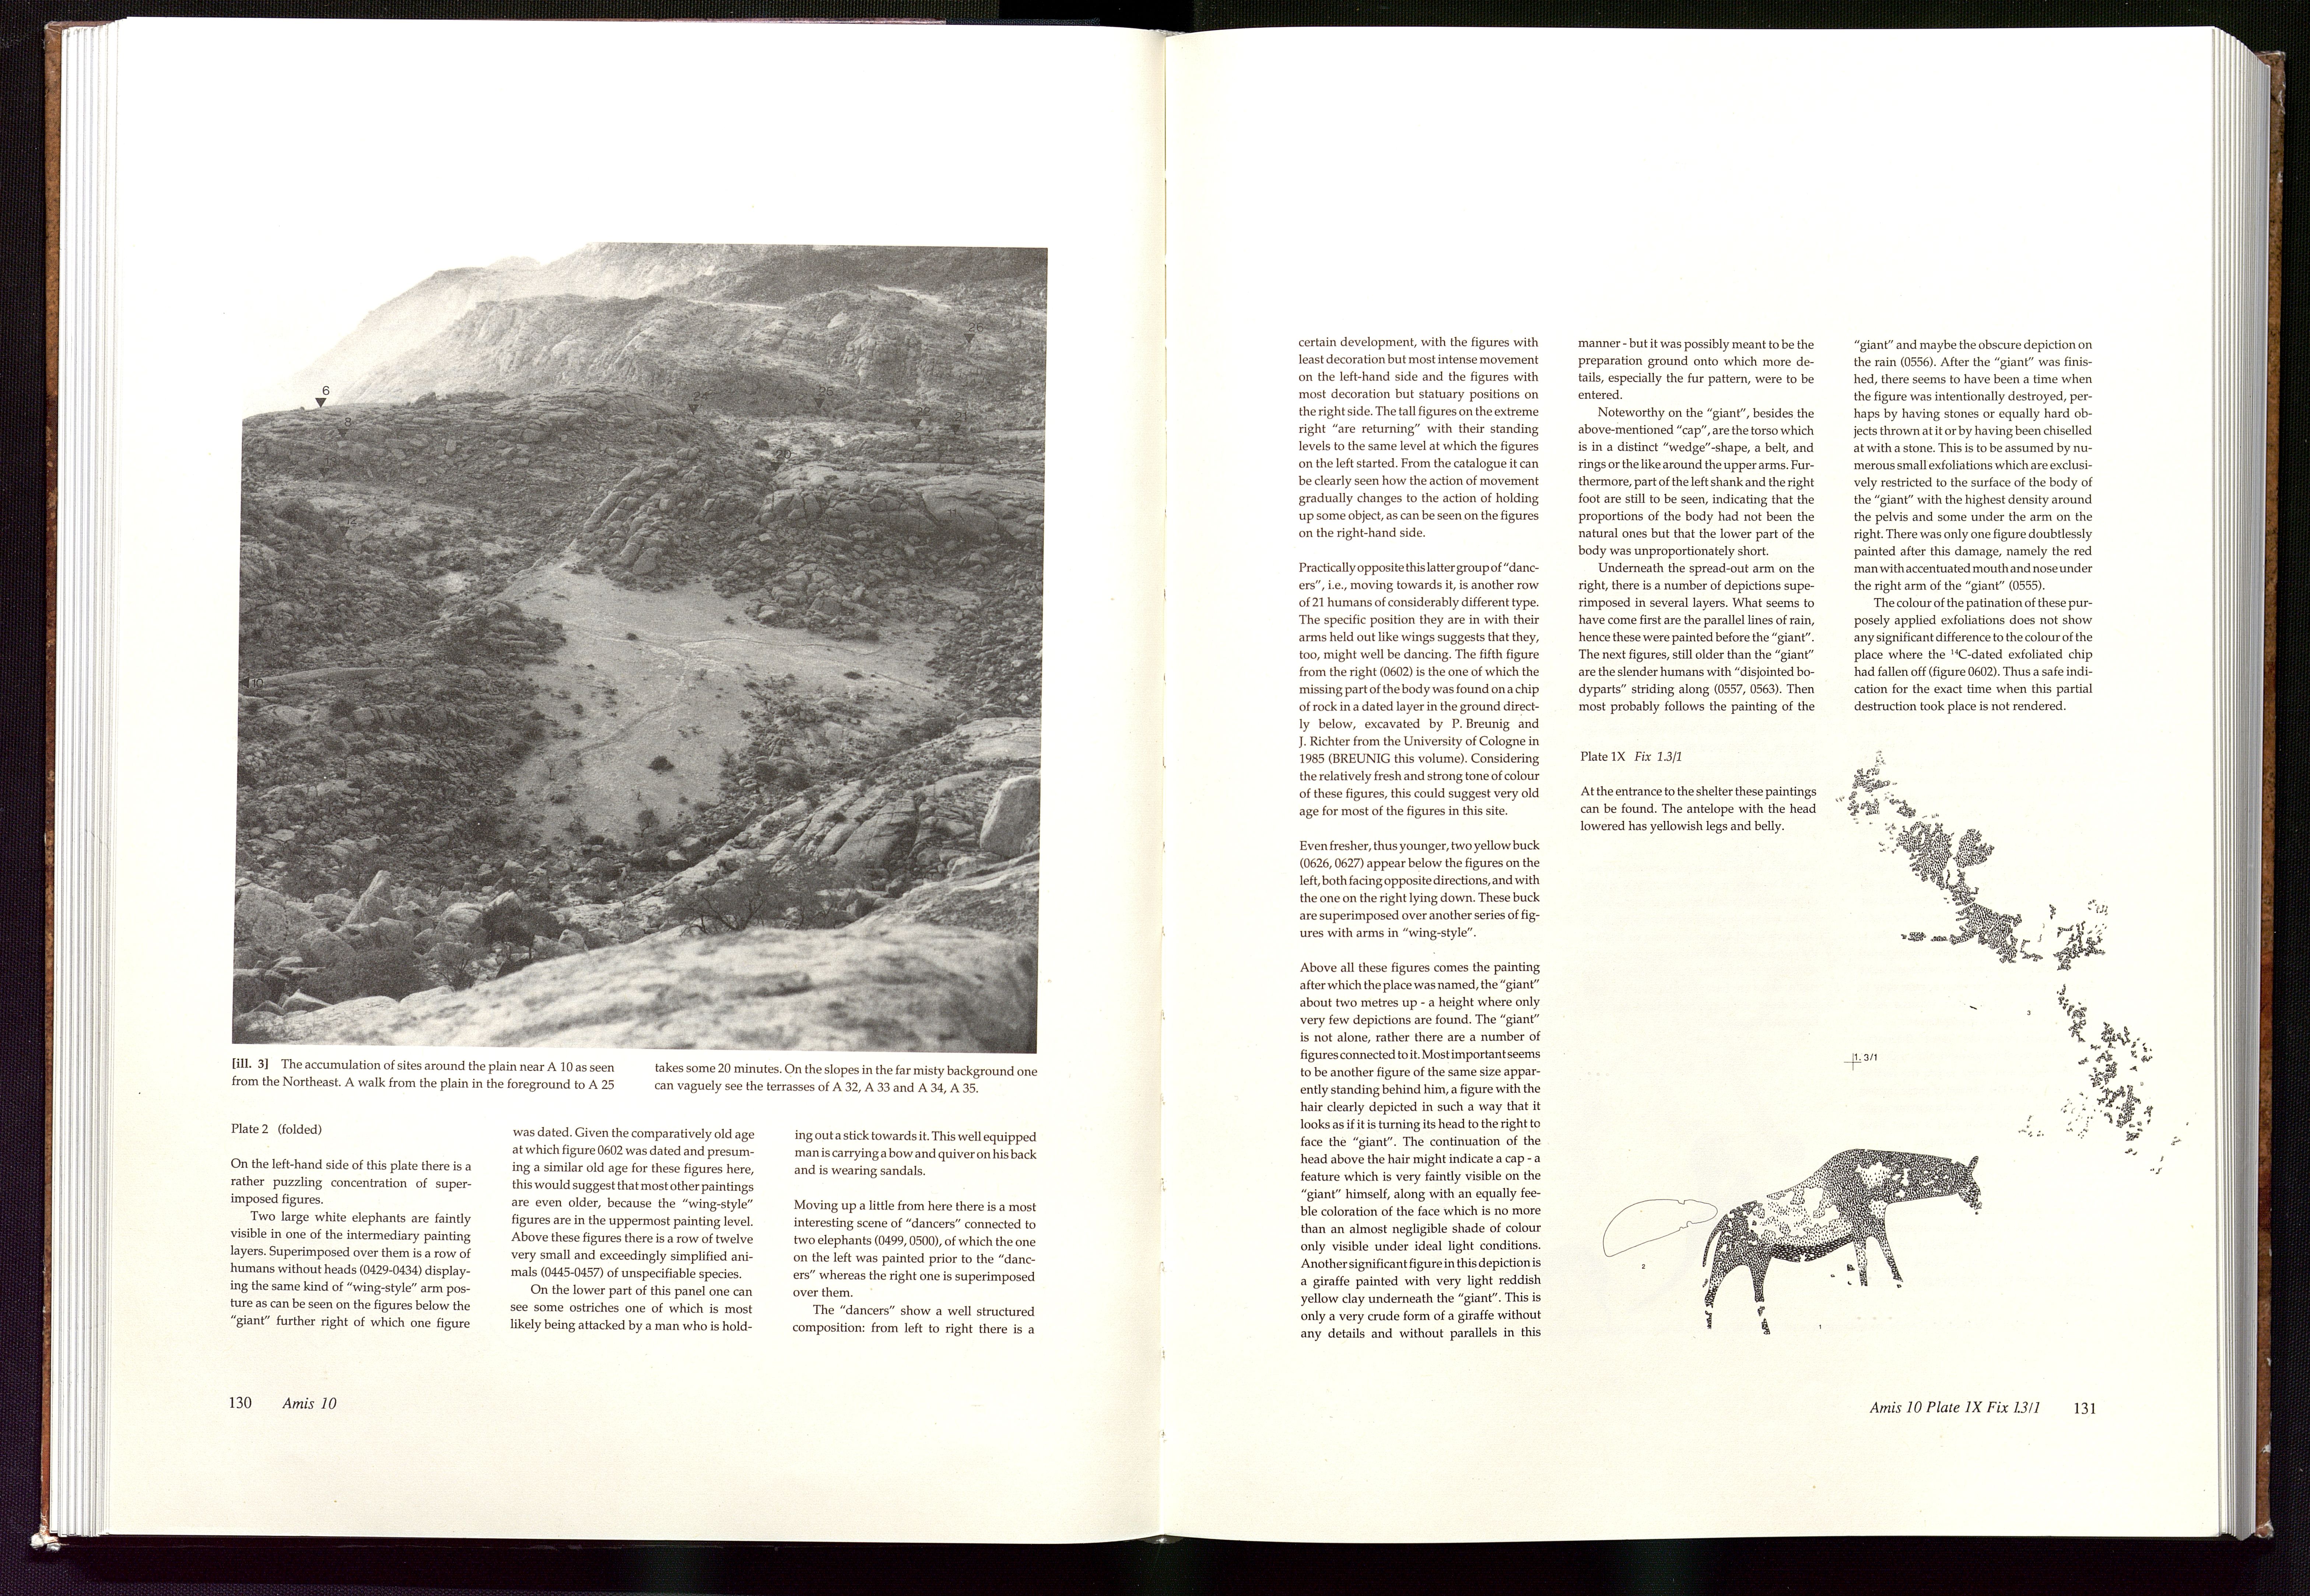 6
8
24
25
26
22
21
20
11
12
10
[ill. 3] The accumulation of sites around the plain near A 10 as seen
from the Northeast. A walk from the plain in the foreground to A 25
takes some 20 minutes. On the slopes in the far misty background one
can vaguely see the terrasses of A 32, A 33 and A 34, A 35.
Plate 2 (folded)
On the left-hand side of this plate there is a
rather puzzling concentration of super-
imposed figures.
Two large white elephants are faintly
visible in one of the intermediary painting
layers. Superimposed over them is a row of
humans without heads (0429-0434) display-
ing the same kind of “wing-style” arm pos-
ture as can be seen on the figures below the
“giant” further right of which one figure
was dated. Given the comparatively old age
at which figure 0602 was dated and presum-
ing a similar old age for these figures here,
this would suggest that most other paintings
are even older, because the “wing-style”
figures are in the uppermost painting level.
Above these figures there is a row of twelve
very small and exceedingly simplified ani-
mals (0445-0457) of unspecifiable species.
On the lower part of this panel one can
see some ostriches one of which is most
likely being attacked by a man who is hold-
ing out a stick towards it. This well equipped
man is carrying a bow and quiver on his back
and is wearing sandals.
Moving up a little from here there is a most
interesting scene of “dancers” connected to
two elephants (0499, 0500), of which the one
on the left was painted prior to the “danc-
ers” whereas the right one is superimposed
over them.
The “dancers” show a well structured
composition: from left to right there is a
130 Amis 10
certain development, with the figures with
least decoration but most intense movement
on the left-hand side and the figures with
most decoration but statuary positions on
the right side. The tall figures on the extreme
right “are returning” with their standing
levels to the same level at which the figures
on the left started. From the catalogue it can
be clearly seen how the action of movement
gradually changes to the action of holding
up some object, as can be seen on the figures
on the right-hand side.
Practically opposite this latter group of “danc-
ers”, i.e., moving towards it, is another row
of 21 humans of considerably different type.
The specific position they are in with their
arms held out like wings suggests that they,
too, might well be dancing. The fifth figure
from the right (0602) is the one of which the
missing part of the body was found on a chip
of rock in a dated layer in the ground direct-
ly below, excavated by P. Breunig and
J. Richter from the University of Cologne in
1985 (BREUNIG this volume). Considering
the relatively fresh and strong tone of colour
of these figures, this could suggest very old
age for most of the figures in this site.
Even fresher, thus younger, two yellow buck
(0626, 0627) appear below the figures on the
left, both facing opposite directions, and with
the one on the right lying down. These buck
are superimposed over another series of fig-
ures with arms in “wing-style”.
Above all these figures comes the painting
after which the place was named, the “giant”
about two metres up - a height where only
very few depictions are found. The “giant”
is not alone, rather there are a number of
figures connected to it. Most important seems
to be another figure of the same size appar-
ently standing behind him, a figure with the
hair clearly depicted in such a way that it
looks as if it is turning its head to the right to
face the “giant”. The continuation of the
head above the hair might indicate a cap - a
feature which is very faintly visible on the
“giant” himself, along with an equally fee-
ble coloration of the face which is no more
than an almost negligible shade of colour
only visible under ideal light conditions.
Another significant figure in this depiction is
a giraffe painted with very light reddish
yellow clay underneath the “giant”. This is
only a very crude form of a giraffe without
any details and without parallels in this
manner - but it was possibly meant to be the
preparation ground onto which more de-
tails, especially the fur pattern, were to be
entered.
Noteworthy on the “giant”, besides the
above-mentioned “cap”, are the torso which
is in a distinct “wedge”-shape, a belt, and
rings or the like around the upper arms. Fur-
thermore, part of the left shank and the right
foot are still to be seen, indicating that the
proportions of the body had not been the
natural ones but that the lower part of the
body was unproportionately short.
Underneath the spread-out arm on the
right, there is a number of depictions supe-
rimposed in several layers. What seems to
have come first are the parallel lines of rain,
hence these were painted before the “giant”.
The next figures, still older than the “giant”
are the slender humans with “disjointed bo-
dyparts” striding along (0557, 0563). Then
most probably follows the painting of the
“giant” and maybe the obscure depiction on
the rain (0556). After the “giant” was finis-
hed, there seems to have been a time when
the figure was intentionally destroyed, per-
haps by having stones or equally hard ob-
jects thrown at it or by having been chiselled
at with a stone. This is to be assumed by nu-
merous small exfoliations which are exclusi-
vely restricted to the surface of the body of
the “giant” with the highest density around
the pelvis and some under the arm on the
right. There was only one figure doubtlessly
painted after this damage, namely the red
man with accentuated mouth and nose under
the right arm of the “giant” (0555).
The colour of the patination of these pur-
posely applied exfoliations does not show
any significant difference to the colour of the
place where the ¹⁴C-dated exfoliated chip
had fallen off (figure 0602). Thus a safe indi-
cation for the exact time when this partial
destruction took place is not rendered.
Plate 1X Fix 1.3/1
At the entrance to the shelter these paintings
can be found. The antelope with the head
lowered has yellowish legs and belly.
3
1. 3/1
2
1
Amis 10 Plate 1X Fix 1.3/1 131